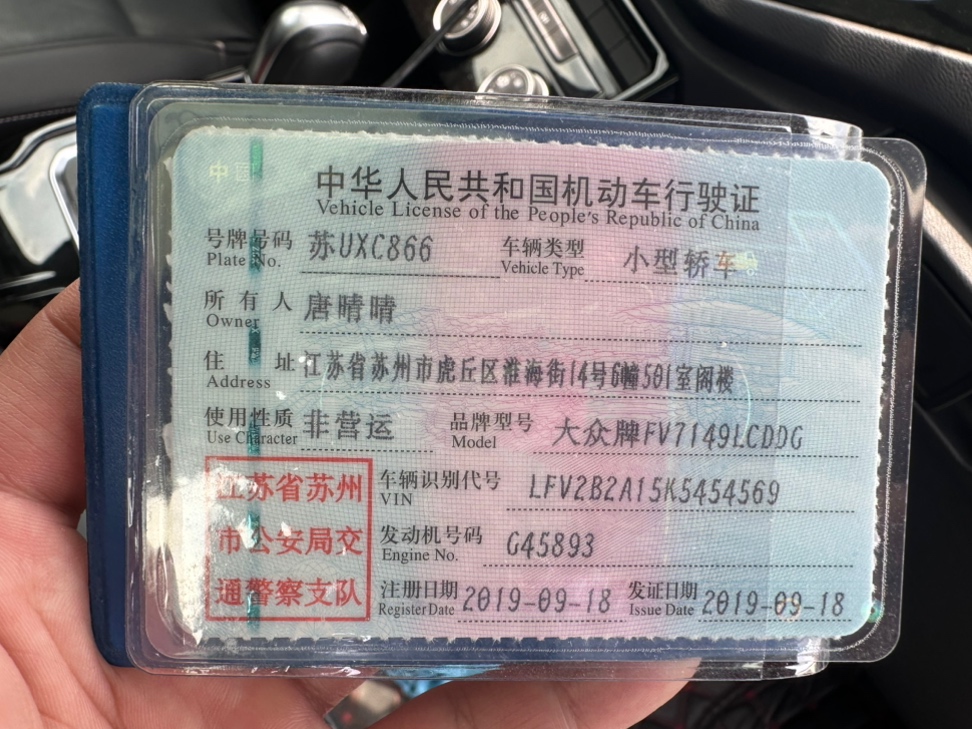 中国
中华人民共和国机动车行驶证
Vehicle License of the People's Republic of China
号牌号码 苏UXC866 车辆类型 小型轿车
Plate No. Vehicle Type
所有人 唐晴晴
Owner
住址 江苏省苏州市虎丘区淮海街14号6幢501室阁楼
Address
使用性质 非营运 品牌型号 大众牌FV7149LCDDG
Use Character Model
江苏省苏州 车辆识别代号 LFV2B2A15K5454569
VIN
市公安局交 发动机号码 G45893
Engine No.
通警察支队 注册日期 2019-09-18 发证日期 2019-09-18
Register Date Issue Date